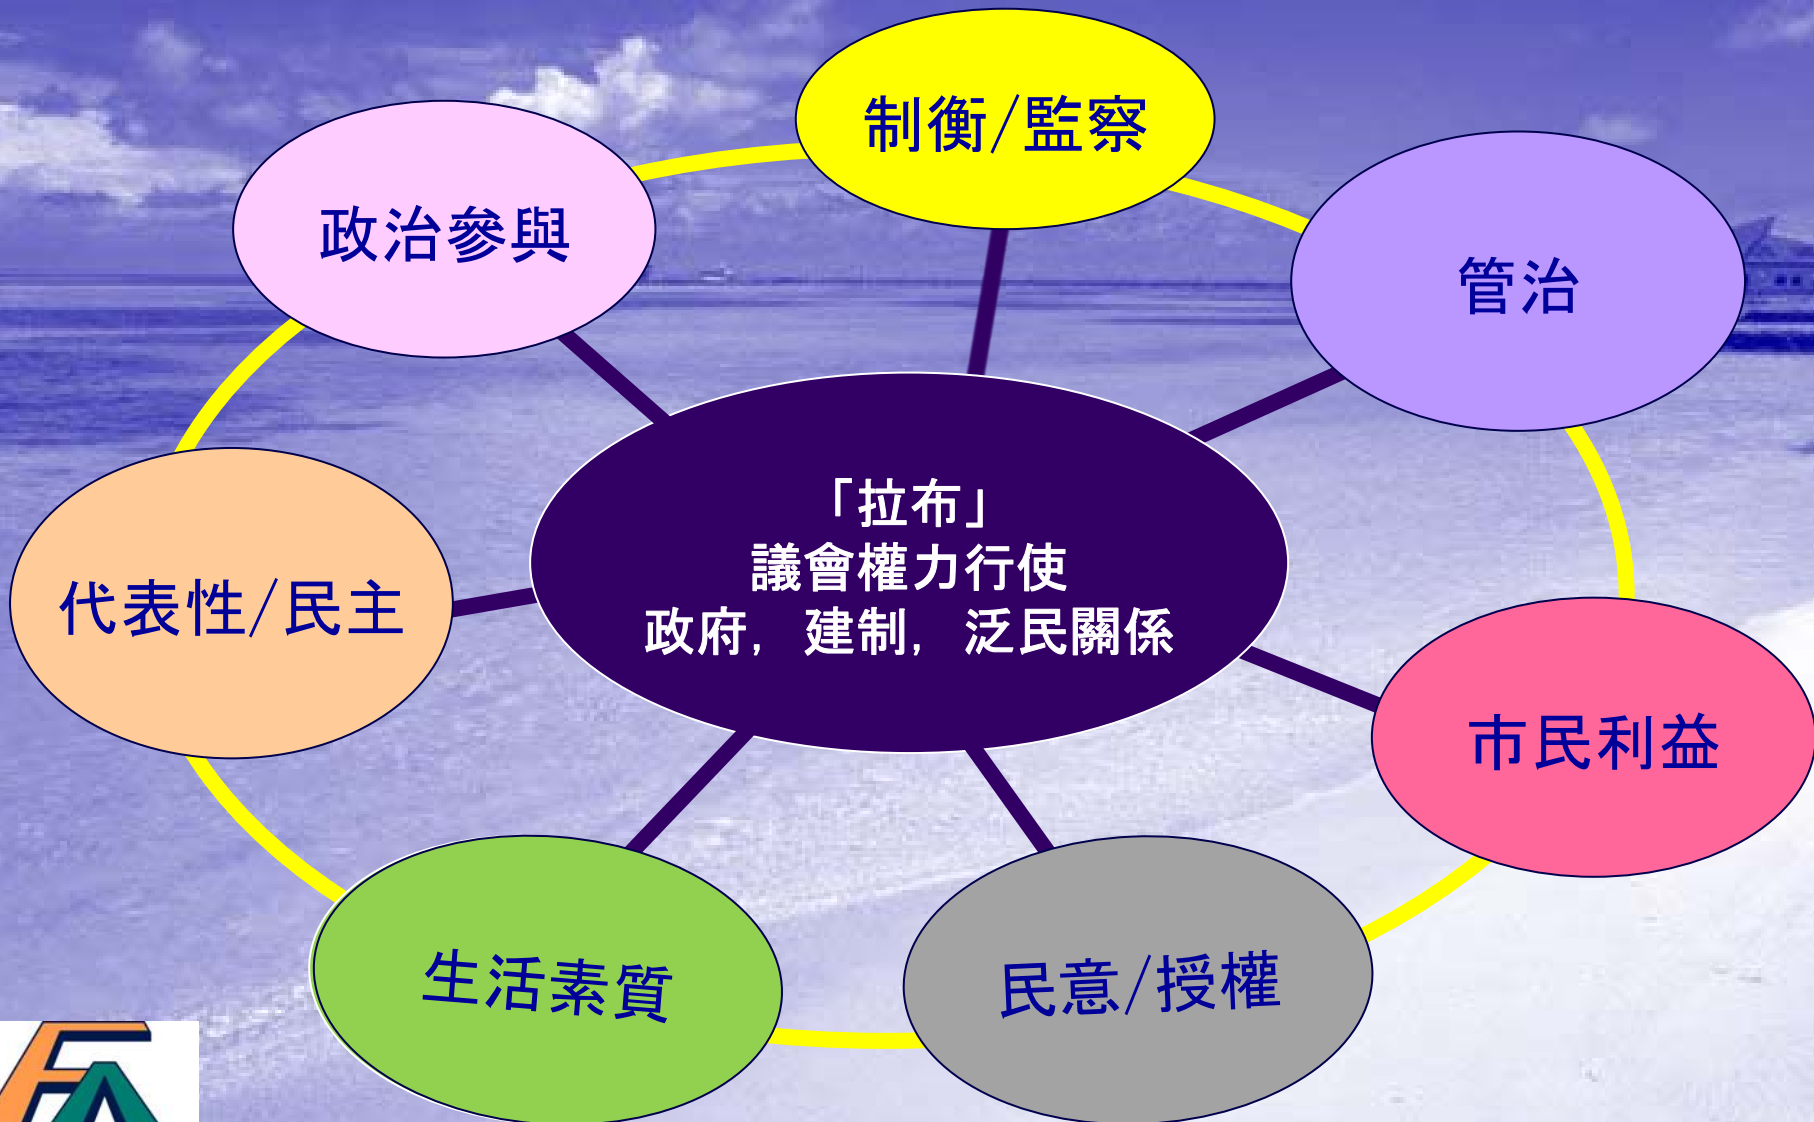 制衡/監察
政治參與
管治
「拉布」
議會權力行使
政府，建制，泛民關係
代表性/民主
市民利益
生活素質
民意/授權